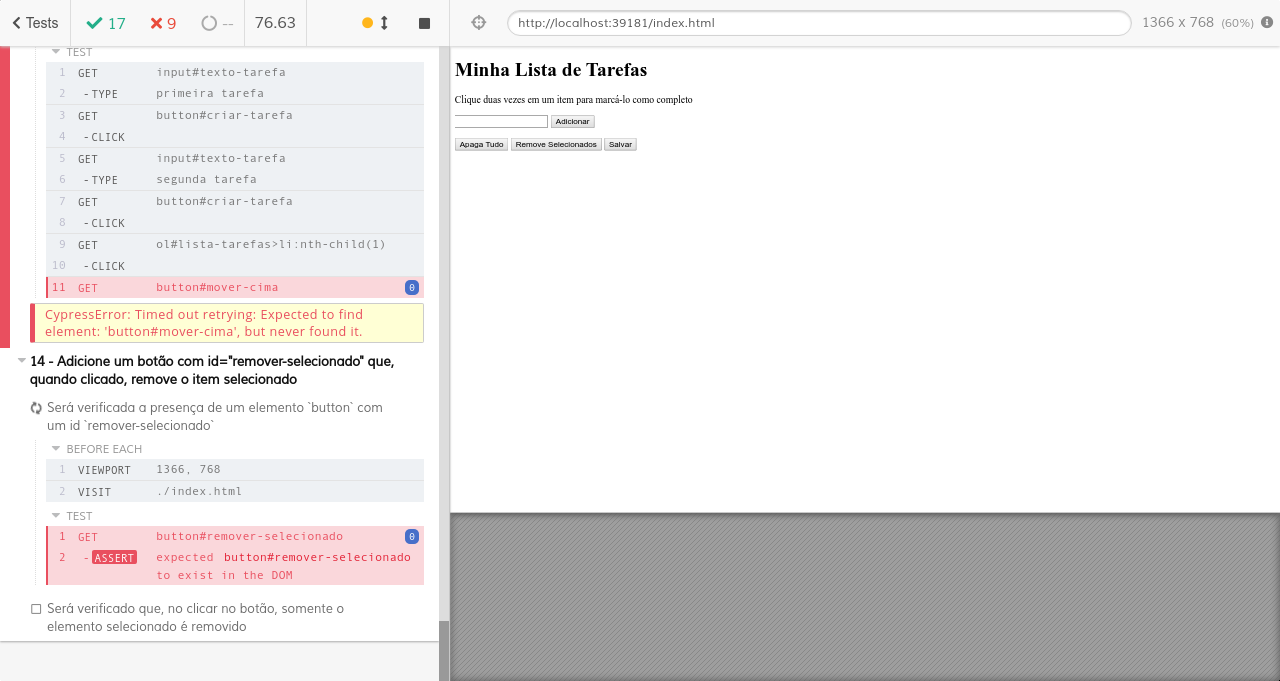 Tests
17
9
--
76.63
http://localhost:39181/index.html
1366 x 768 (60%)
TEST
1 GET input#texto-tarefa
2 -TYPE primeira tarefa
3 GET button#criar-tarefa
4 -CLICK
5 GET input#texto-tarefa
6 -TYPE segunda tarefa
7 GET button#criar-tarefa
8 -CLICK
9 GET ol#lista-tarefas>li:nth-child(1)
10 -CLICK
11 GET button#mover-cima 0
CypressError: Timed out retrying: Expected to find
element: 'button#mover-cima', but never found it.
14 - Adicione um botão com id="remover-selecionado" que,
quando clicado, remove o item selecionado
Será verificada a presença de um elemento `button` com
um id `remover-selecionado`
BEFORE EACH
1 VIEWPORT 1366, 768
2 VISIT ./index.html
TEST
1 GET button#remover-selecionado 0
2 -ASSERT expected button#remover-selecionado
to exist in the DOM
Será verificado que, no clicar no botão, somente o
elemento selecionado é removido
Minha Lista de Tarefas
Clique duas vezes em um item para marcá-lo como completo
Adicionar
Apaga Tudo Remove Selecionados Salvar